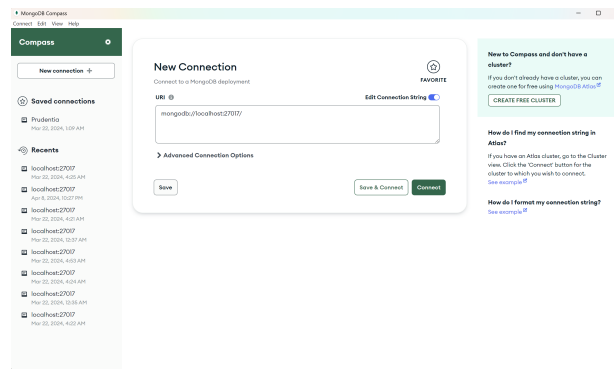 MongoDB Compass
Connect Edit View Help
Compass
New connection +
Saved connections
Prudentia
Mar 22, 2024, 1:09 AM
Recents
localhost:27017
Mar 22, 2024, 4:25 AM
localhost:27017
Apr 8, 2024, 10:27 PM
localhost:27017
Mar 22, 2024, 4:21 AM
localhost:27017
Mar 22, 2024, 12:37 AM
localhost:27017
Mar 22, 2024, 4:53 AM
localhost:27017
Mar 22, 2024, 4:24 AM
localhost:27017
Mar 22, 2024, 12:35 AM
localhost:27017
Mar 22, 2024, 4:22 AM
New Connection
Connect to a MongoDB deployment
FAVORITE
URI
Edit Connection String
mongodb://localhost:27017/
Advanced Connection Options
Save
Save & Connect
Connect
New to Compass and don't have a
cluster?
If you don't already have a cluster, you can
create one for free using MongoDB Atlas
CREATE FREE CLUSTER
How do I find my connection string in
Atlas?
If you have an Atlas cluster, go to the Cluster
view. Click the 'Connect' button for the
cluster to which you wish to connect.
See example
How do I format my connection string?
See example